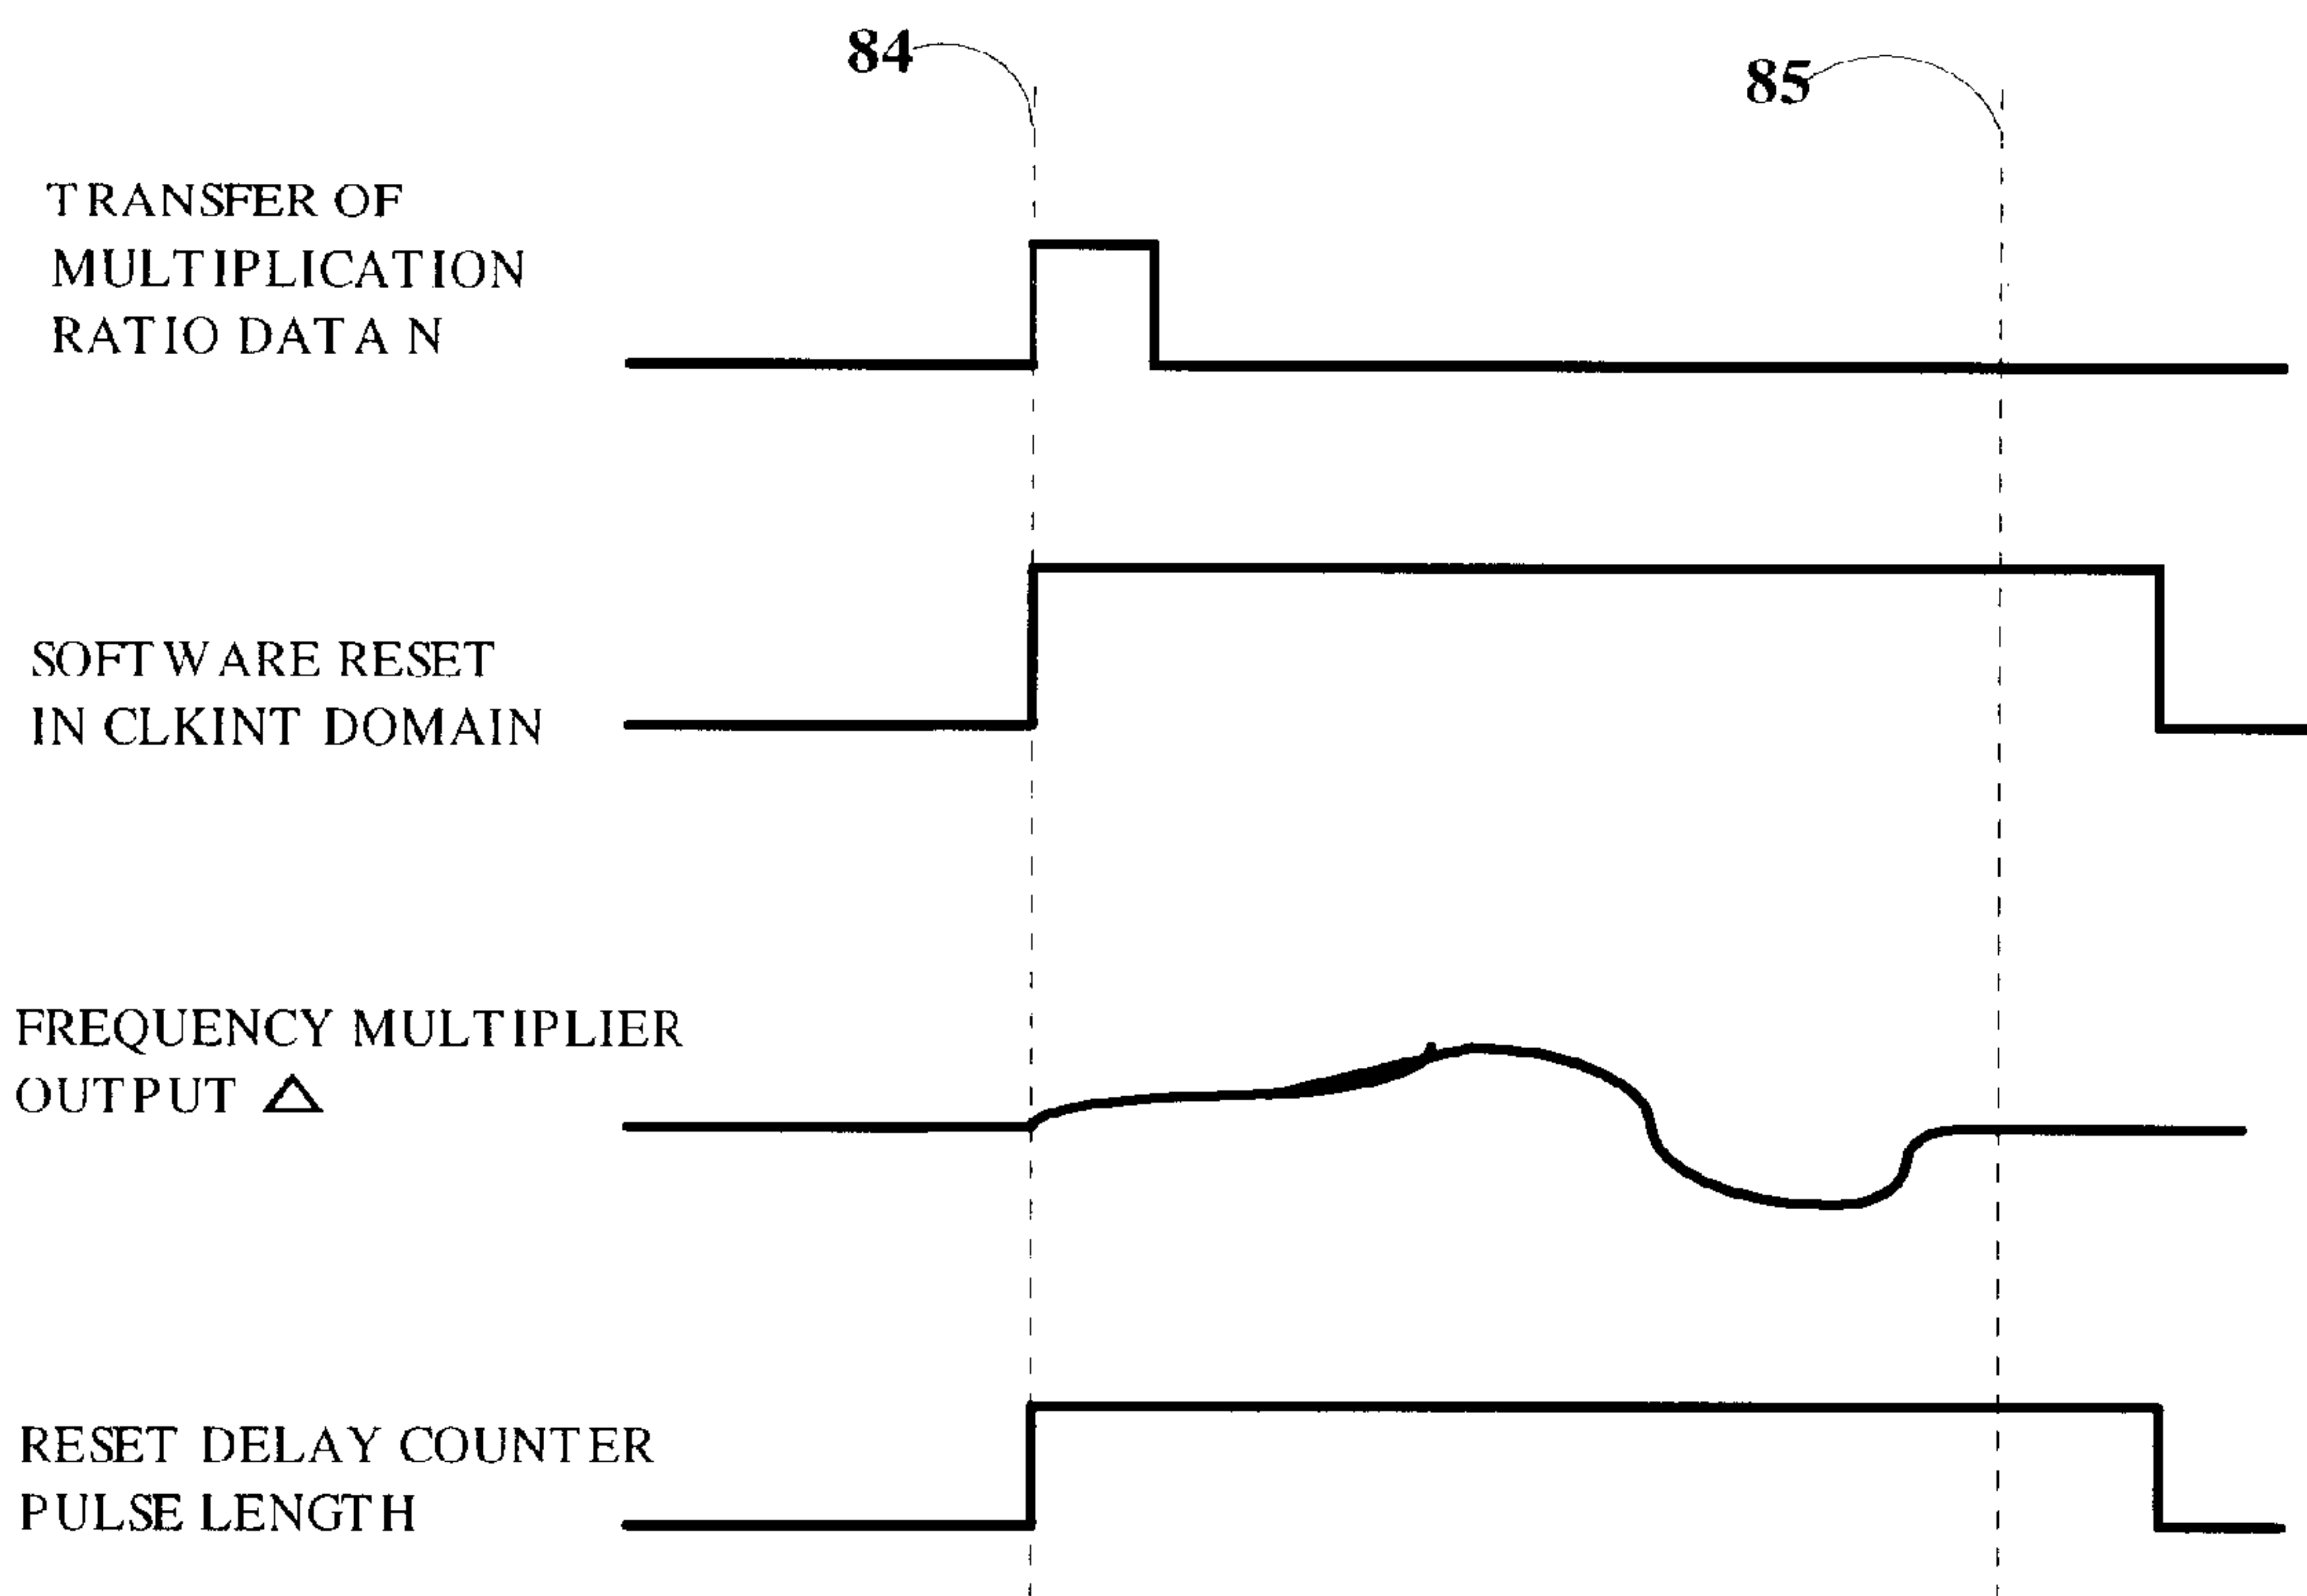 84
85
TRANSFER OF
MULTIPLICATION
RATIO DATA N
SOFTWARE RESET
IN CLKINT DOMAIN
FREQUENCY MULTIPLIER
OUTPUT △
RESET DELAY COUNTER
PULSE LENGTH